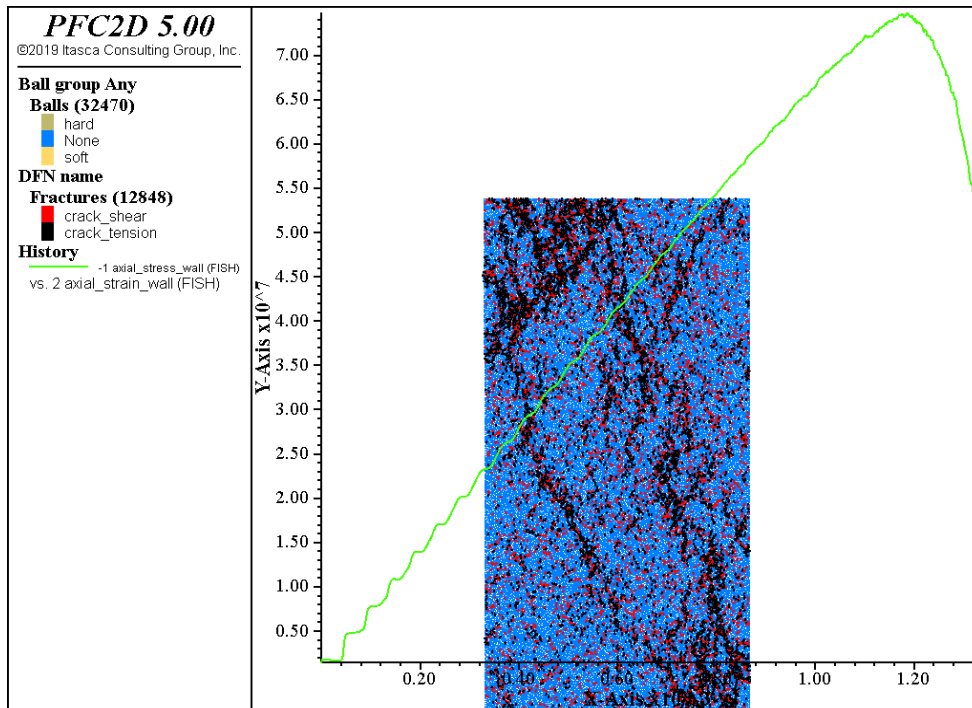 PFC2D 5.00
©2019 Itasca Consulting Group, Inc.
Ball group Any
Balls (32470)
hard
None
soft
DFN name
Fractures (12848)
crack_shear
crack_tension
History
-1 axial_stress_wall (FISH)
vs. 2 axial_strain_wall (FISH)
Y-Axis x10^7
7.00
6.50
6.00
5.50
5.00
4.50
4.00
3.50
3.00
2.50
2.00
1.50
1.00
0.50
0.20
0.40
0.60
1.00
1.20